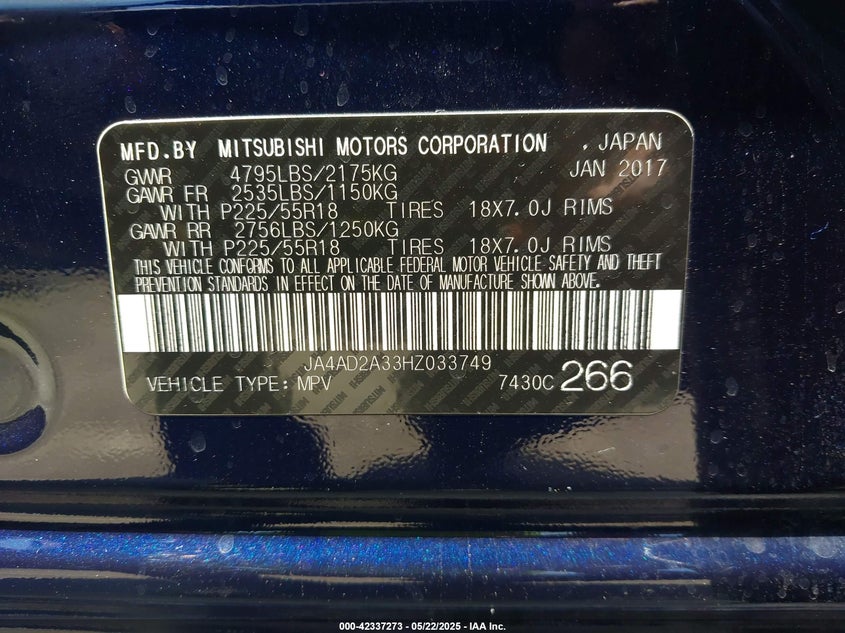 MFD.BY MITSUBISHI MOTORS CORPORATION . JAPAN
GVWR 4795LBS/2175KG JAN 2017
GAWR FR 2535LBS/1150KG
WITH P225/55R18 TIRES 18X7.0J RIMS
GAWR RR 2756LBS/1250KG
WITH P225/55R18 TIRES 18X7.0J RIMS
THIS VEHICLE CONFORMS TO ALL APPLICABLE FEDERAL MOTOR VEHICLE SAFETY AND THEFT
PREVENTION STANDARDS IN EFFECT ON THE DATE OF MANUFACTURE SHOWN ABOVE.
JA4AD2A33HZ033749
VEHICLE TYPE: MPV 7430C 266
000-42337273 - 05/22/2025 - IAA Inc.